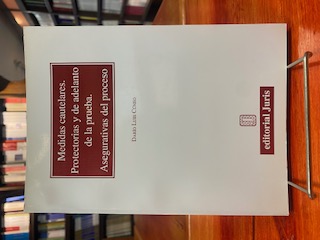 Medidas cautelares.
Protectorias y de adelanto
de la prueba.
Asegurativas del proceso
editorial Juris